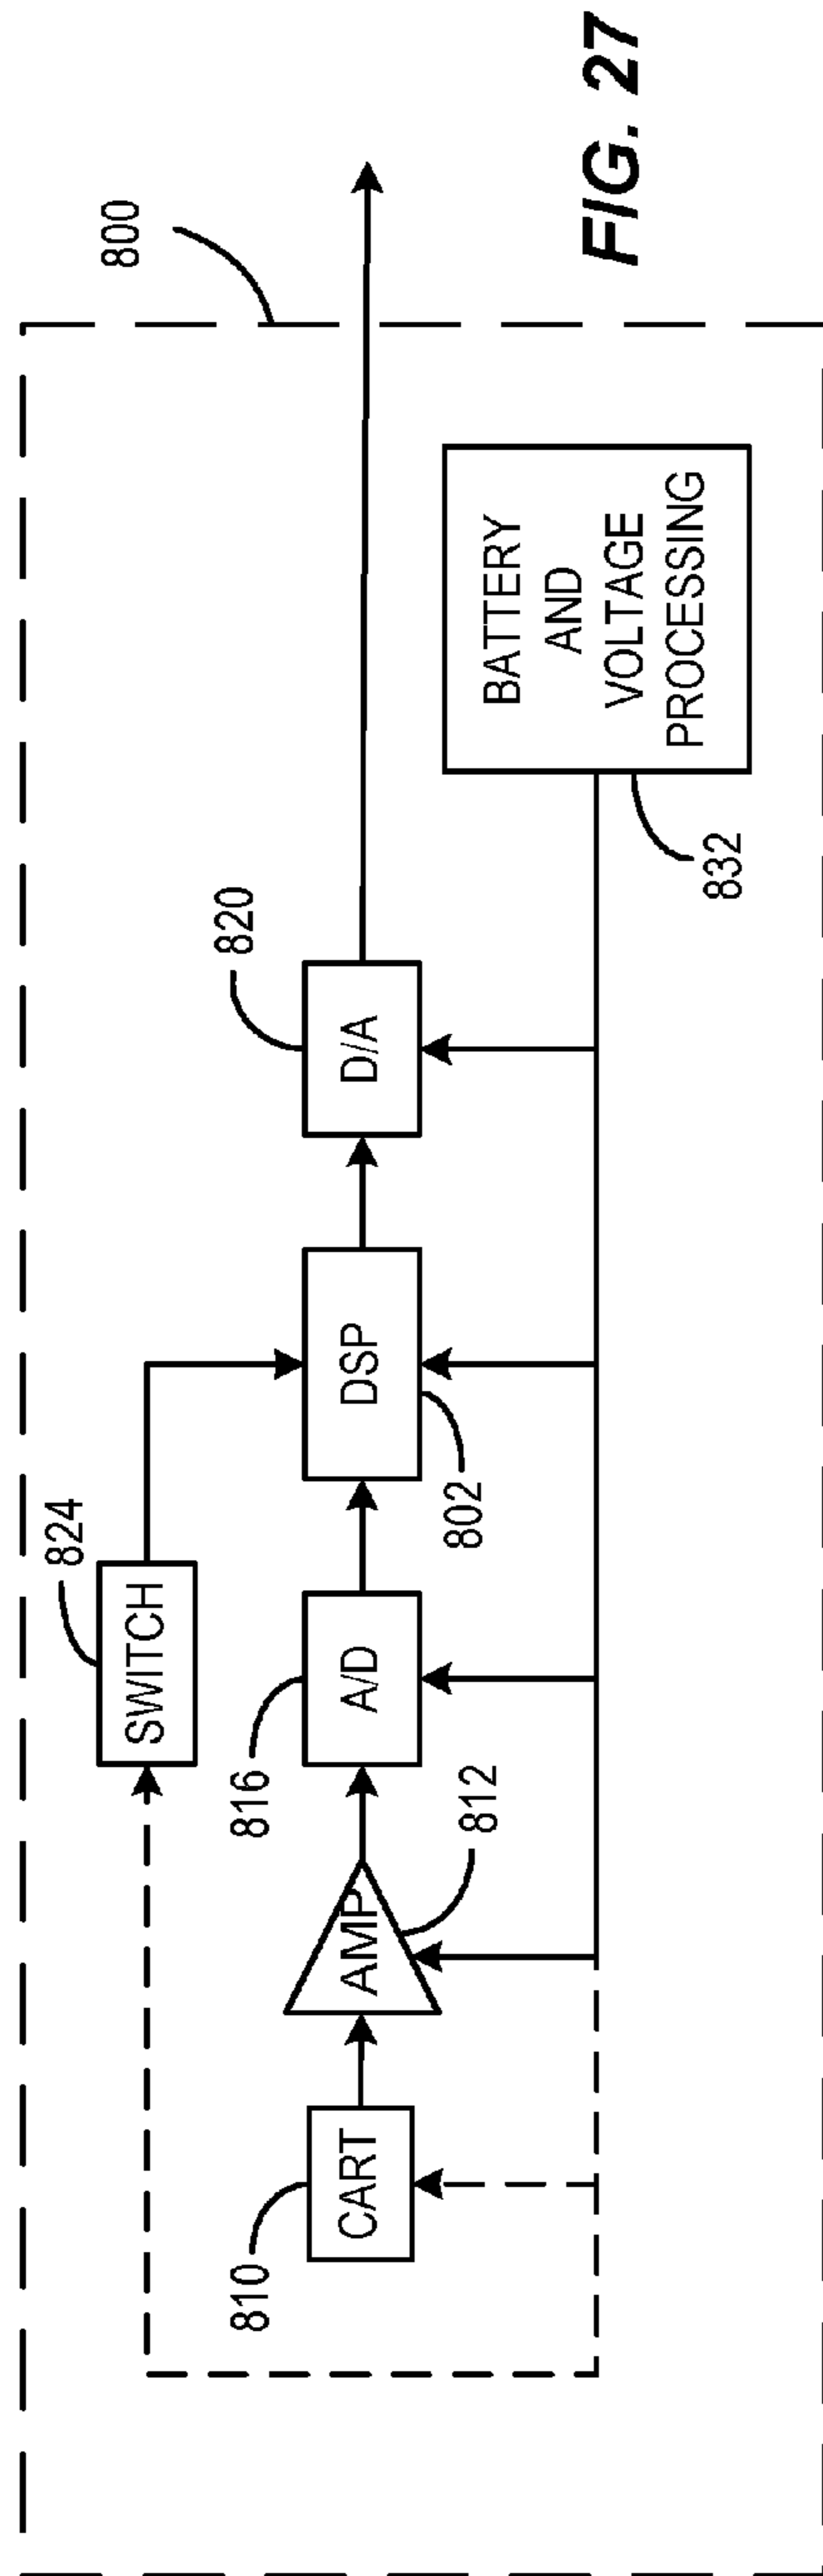 800
824
SWITCH
820
810
816
CART
AMP
A/D
DSP
D/A
812
802
832
BATTERY
AND
VOLTAGE
PROCESSING
FIG. 27